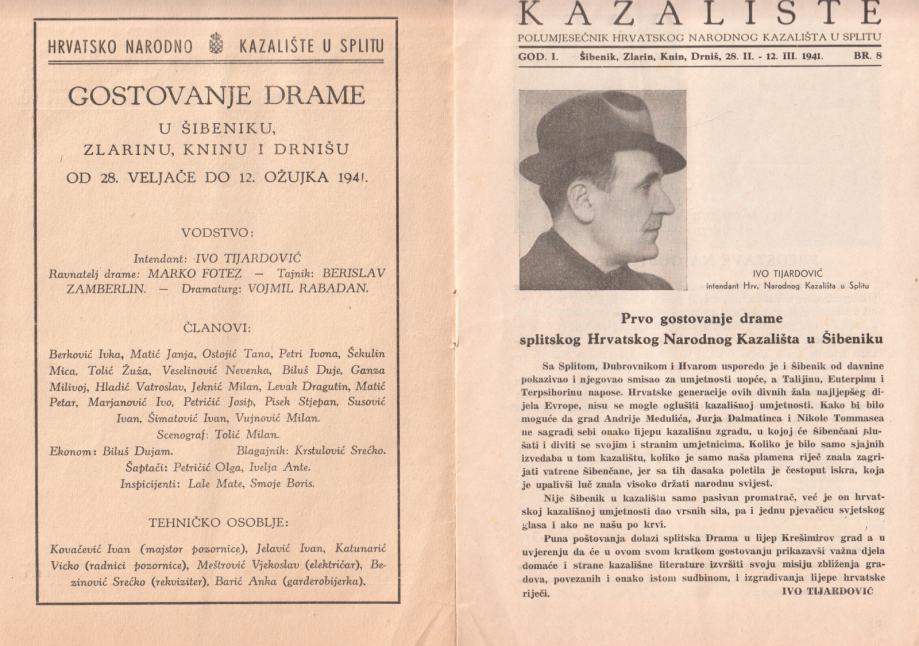 HRVATSKO NARODNO KAZALIŠTE U SPLITU
GOSTOVANJE DRAME
U ŠIBENIKU,
ZLARINU, KNINU I DRNIŠU
OD 28. VELJAČE DO 12. OŽUJKA 1941.
VODSTVO:
Intendant: IVO TIJARDOVIĆ
Ravnatelj drame: MARKO FOTEZ — Tajnik: BERISLAV
ZAMBERLIN. — Dramaturg: VOJMIL RABADAN.
ČLANOVI:
Berković Ivka, Matić Janja, Ostojić Tana, Petri Ivona, Šekulin
Mica, Tolić Žuža, Veselinović Nevenka, Biluš Duje, Ganza
Milivoj, Hladić Vatroslav, Jeknić Milan, Levak Dragutin, Matić
Petar, Marjanović Ivo, Petričić Josip, Pisek Stjepan, Susović
Ivan, Šimatović Ivan, Vujnović Milan.
Scenograf: Tolić Milan.
Ekonom: Biluš Dujam. Blagajnik: Krstulović Srećko.
Šaptači: Petričić Olga, Ivelja Ante.
Inspicijenti: Lale Mate, Smoje Boris.
TEHNIČKO OSOBLJE:
Kovačević Ivan (majstor pozornice), Jelavić Ivan, Katunarić
Vicko (radnici pozornice), Meštrović Vjekoslav (električar), Be-
zinović Srećko (rekviziter), Barić Anka (garderobijerka).
KAZALIŠTE
POLUMJESEČNIK HRVATSKOG NARODNOG KAZALIŠTA U SPLITU
GOD. I. Šibenik, Zlarin, Knin, Drniš, 28. II. - 12. III. 1941. BR. 8
IVO TIJARDOVIĆ
intendant Hrv. Narodnog Kazališta u Splitu
Prvo gostovanje drame
splitskog Hrvatskog Narodnog Kazališta u Šibeniku
Sa Splitom, Dubrovnikom i Hvarom usporedo je i šibenik od davnine
pokazivao i njegovao smisao za umjetnosti uopće, a Talijinu, Euterpinu i
Terpsihorinu napose. Hrvatske generacije ovih divnih žala najljepšeg di-
jela Evrope, nisu se mogle oglušiti kazališnoj umjetnosti. Kako bi bilo
moguće da grad Andrije Medulića, Jurja Dalmatinca i Nikole Tommasea
ne sagradi sebi onako lijepu kazališnu zgradu, u kojoj će Šibenčani slu-
šati i diviti se svojim i stranim umjetnicima. Koliko je bilo samo sjajnih
izvedaba u tom kazalištu, koliko je samo naša plamena riječ znala zagri-
jati vatrene šibenčane, jer sa tih dasaka poletila je čestoput iskra, koja
je upalivši luč znala visoko držati narodnu svijest.
Nije Šibenik u kazalištu samo pasivan promatrač, već je on hrvat-
skoj kazališnoj umjetnosti dao vrsnih sila, pa i jednu pjevačicu svjetskog
glasa i ako ne našu po krvi.
Puna poštovanja dolazi splitska Drama u lijep Krešimirov grad a u
uvjerenju da će u ovom svom kratkom gostovanju prikazavši važna djela
domaće i strane kazališne literature izvršiti svoju misiju zbliženja gra-
dova, povezanih i onako istom sudbinom, i izgrađivanja lijepe hrvatske
riječi. IVO TIJARDOVIĆ